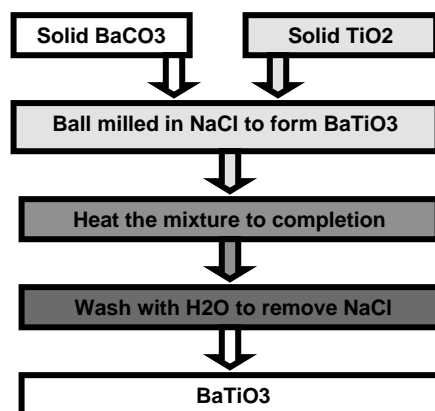 Solid BaCO3
Solid TiO2
Ball milled in NaCl to form BaTiO3
Heat the mixture to completion
Wash with H2O to remove NaCl
BaTiO3